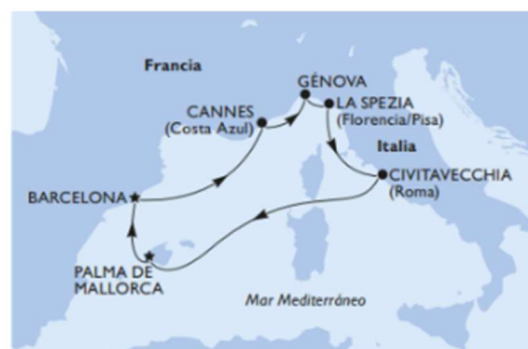 Francia
GÉNOVA
CANNES
(Costa Azul)
LA SPEZIA
(Florencia/Pisa)
Italia
CIVITAVECCHIA
(Roma)
BARCELONA
PALMA DE
MALLORCA
Mar Mediterráneo